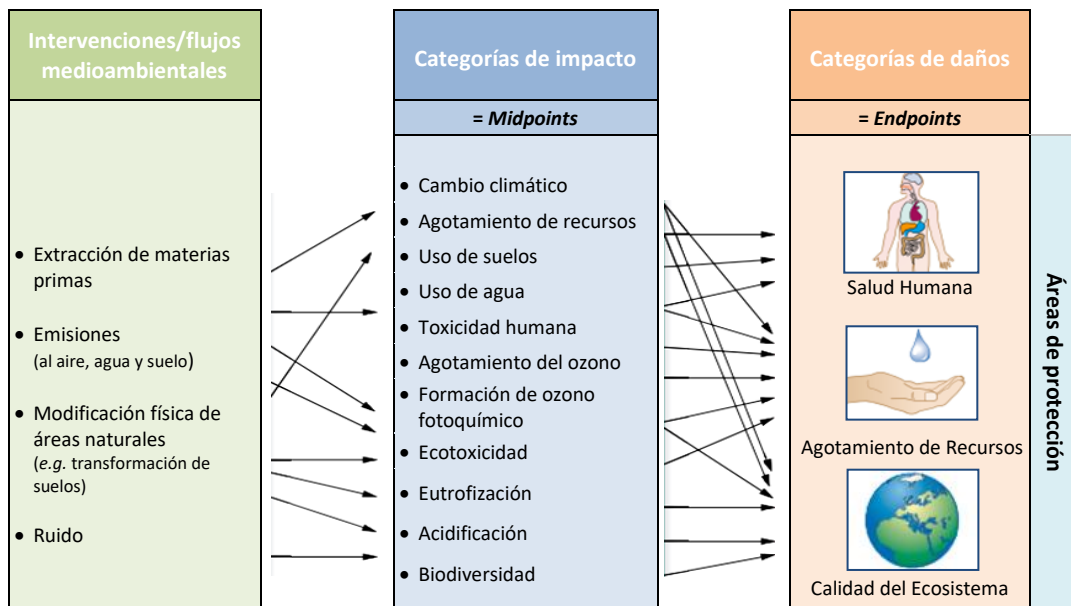 Intervenciones/flujos
medioambientales
• Extracción de materias
primas
• Emisiones
(al aire, agua y suelo)
• Modificación física de
áreas naturales
(e.g. transformación de
suelos)
• Ruido
Categorías de impacto
= Midpoints
• Cambio climático
• Agotamiento de recursos
• Uso de suelos
• Uso de agua
• Toxicidad humana
• Agotamiento del ozono
• Formación de ozono
fotoquímico
• Ecotoxicidad
• Eutrofización
• Acidificación
• Biodiversidad
Categorías de daños
= Endpoints
Salud Humana
Agotamiento de Recursos
Calidad del Ecosistema
Áreas de protección